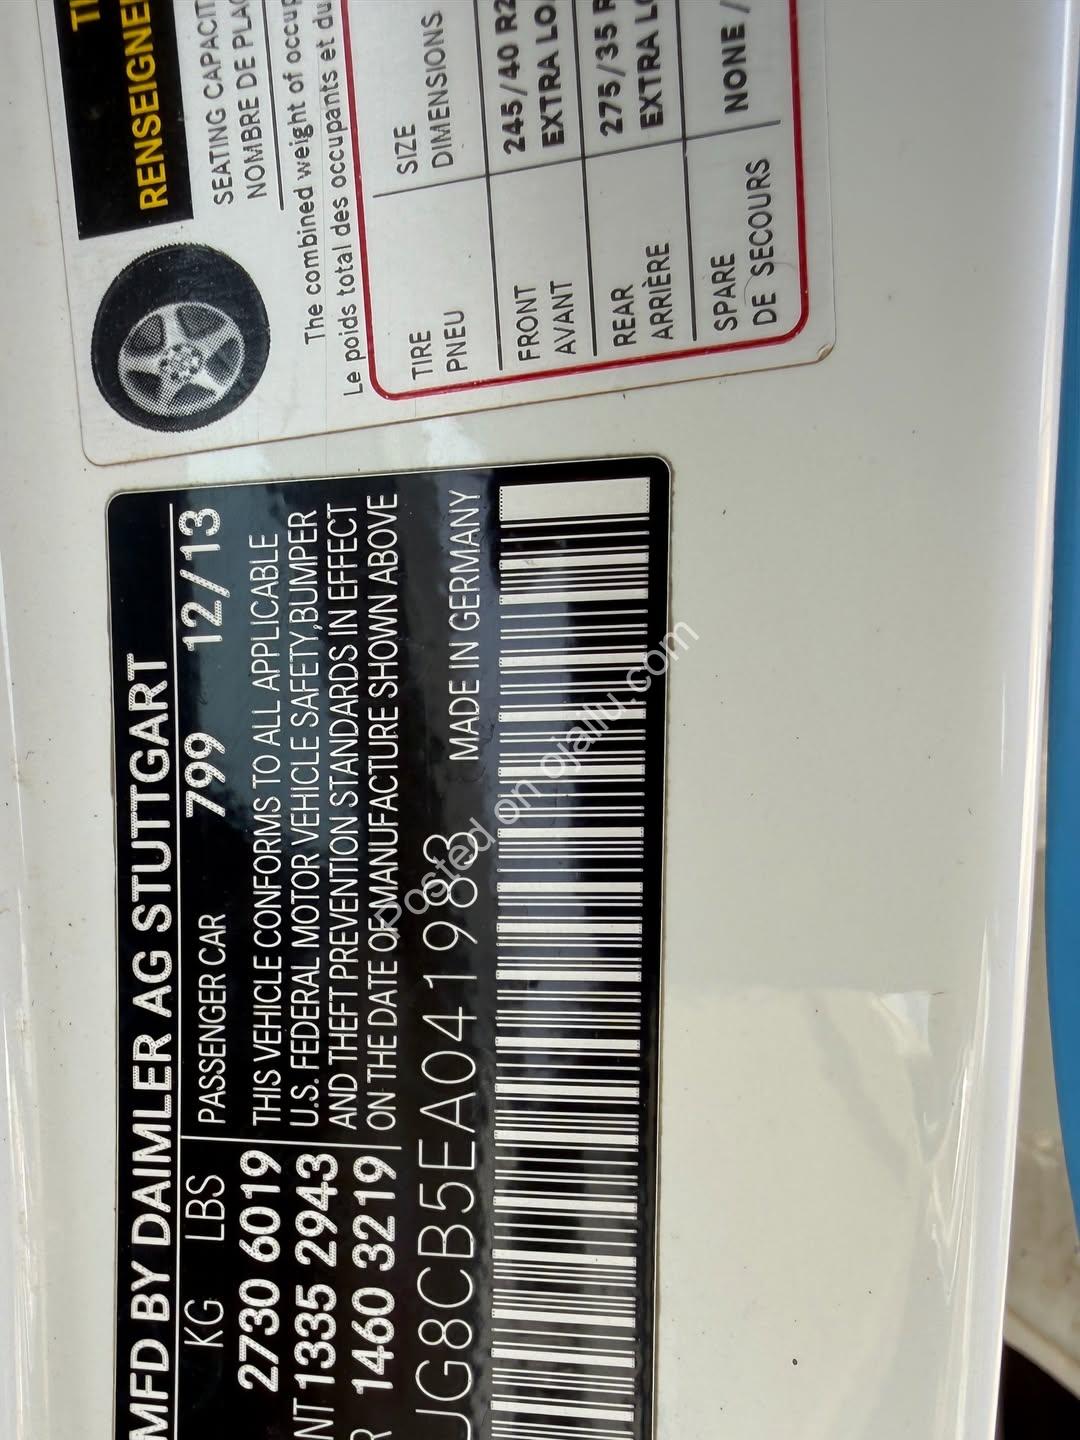 TI
RENSEIGNE
SEATING CAPACIT
NOMBRE DE PLA
The combined weight of occup
Le poids total des occupants et du
TIRE SIZE
PNEU DIMENSIONS
FRONT 245/40 R2
AVANT EXTRA LOA
REAR 275/35 R
ARRIÈRE EXTRA LO
SPARE NONE /
DE SECOURS
MFD BY DAIMLER AG STUTTGART
KG LBS PASSENGER CAR 799 12/13
2730 6019 THIS VEHICLE CONFORMS TO ALL APPLICABLE
NT 1335 2943 U.S. FEDERAL MOTOR VEHICLE SAFETY,BUMPER
AND THEFT PREVENTION STANDARDS IN EFFECT
R 1460 3219 ON THE DATE OF MANUFACTURE SHOWN ABOVE
UG8CB5EA041983 MADE IN GERMANY
Posted on ojallu.com